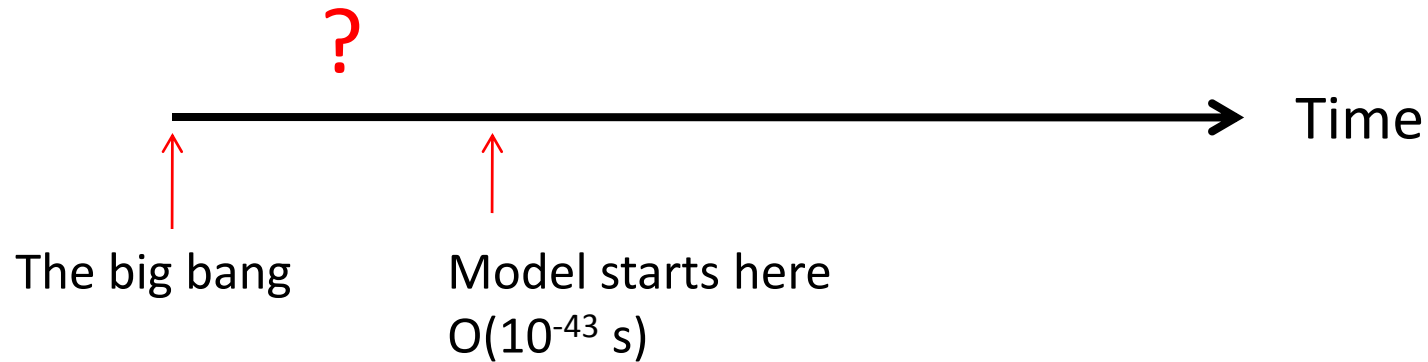 ?
Time
The big bang
Model starts here
O(10⁻⁴³ s)